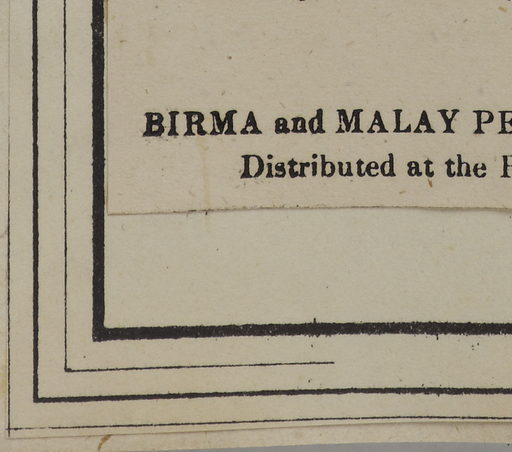 BIRMA and MALAY PE
Distributed at the